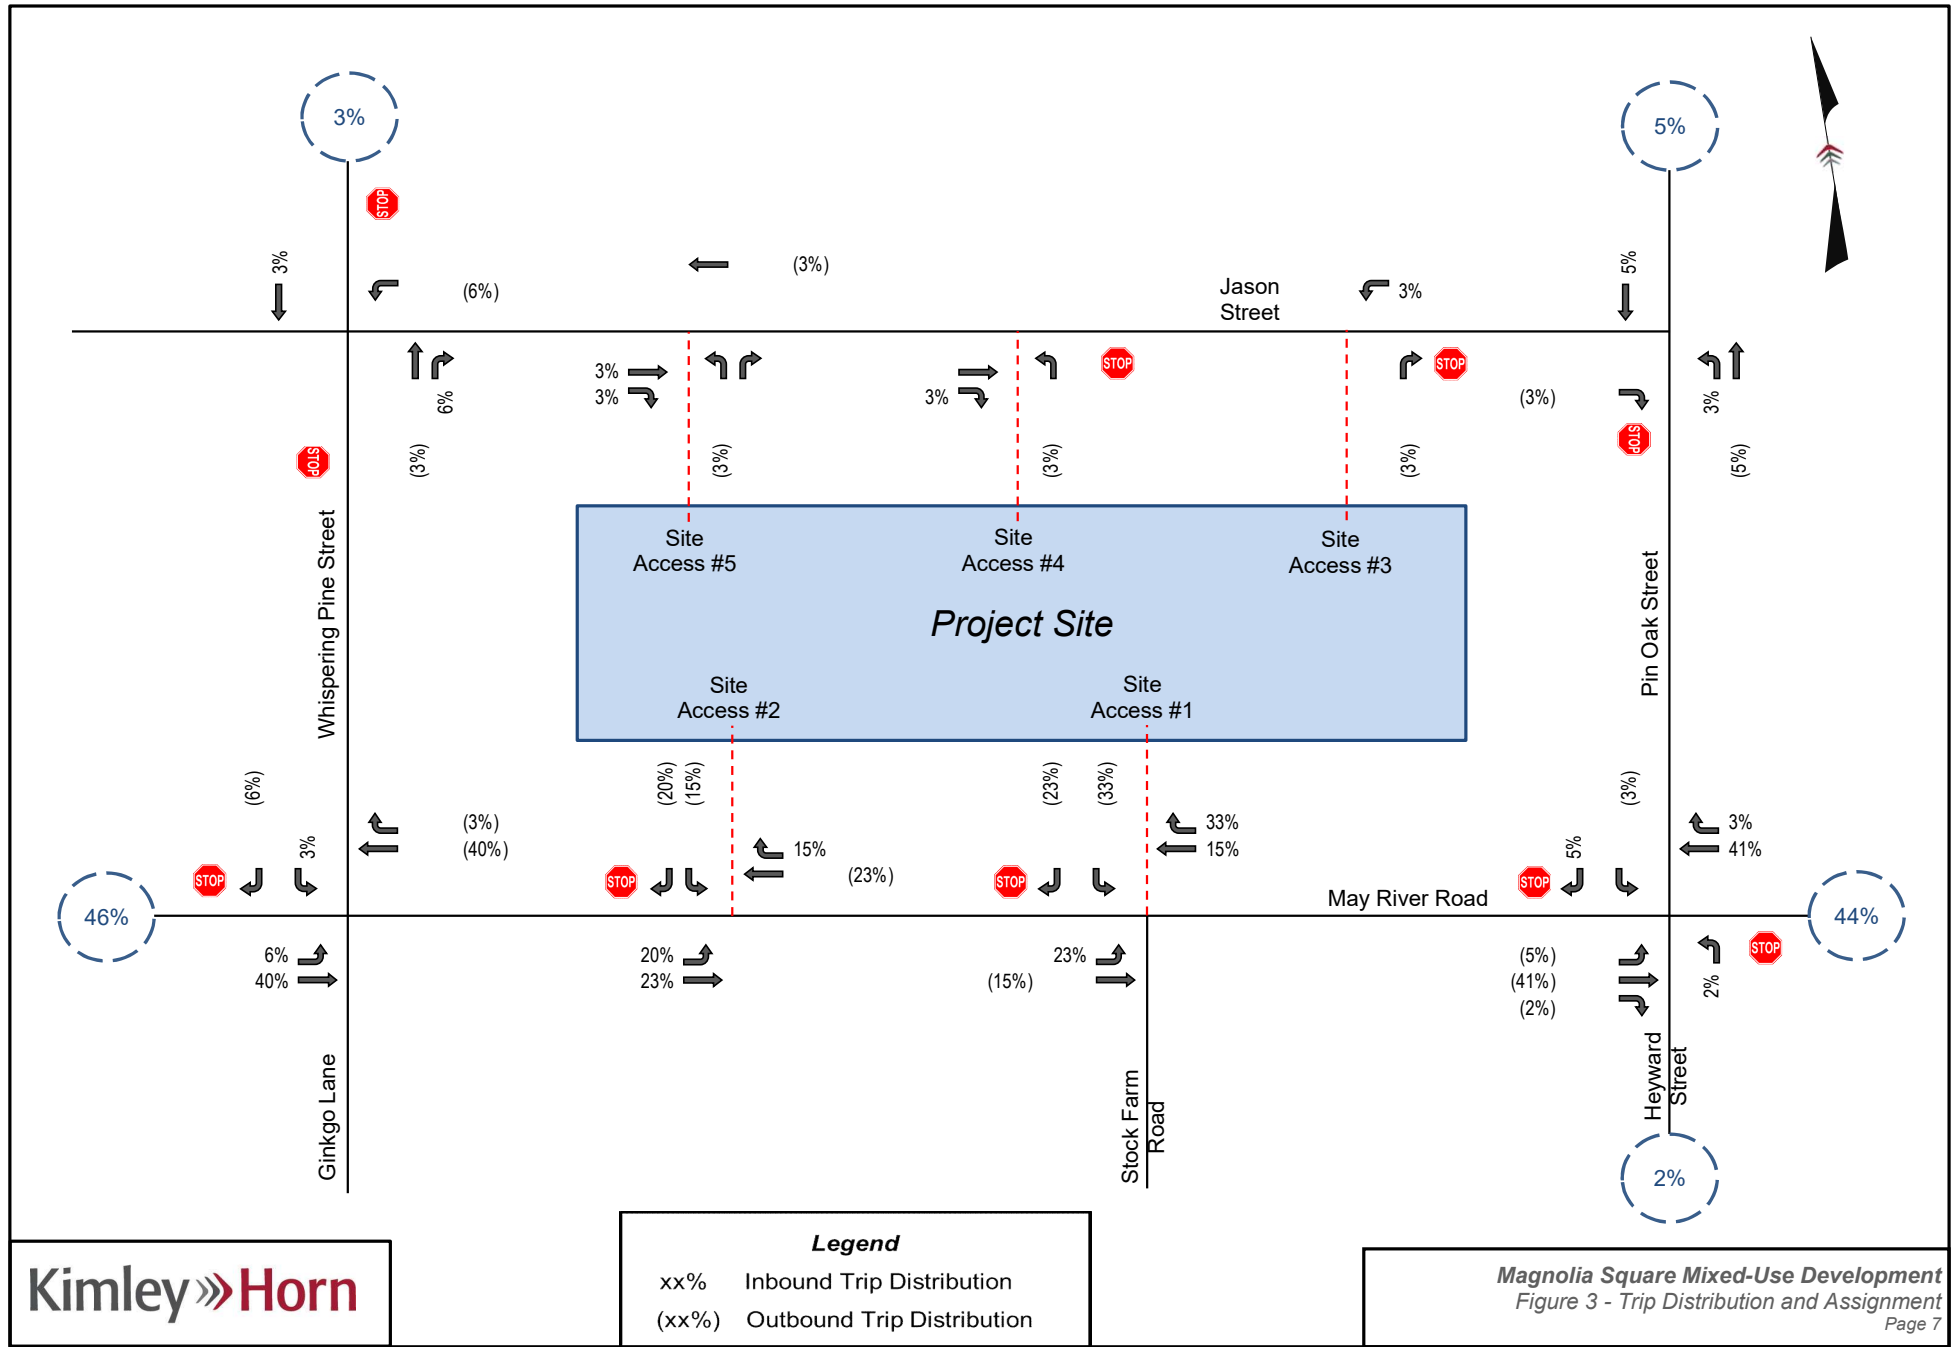 3%
5%
STOP
3%
(6%)
(3%)
Jason
Street
3%
5%
6%
3%
3%
3%
STOP
STOP
(3%)
3%
STOP
STOP
(3%)
(3%)
(3%)
(3%)
(5%)
Site
Access #5
Site
Access #4
Site
Access #3
Project Site
Whispering Pine Street
Pin Oak Street
Site
Access #2
Site
Access #1
(6%)
(20%)
(15%)
(23%)
(33%)
(3%)
3%
(3%)
(40%)
15%
(23%)
33%
15%
5%
3%
41%
STOP
STOP
STOP
STOP
May River Road
46%
44%
6%
40%
20%
23%
23%
(15%)
(5%)
(41%)
(2%)
2%
STOP
Ginkgo Lane
Stock Farm
Road
Heyward
Street
2%
Legend
xx% Inbound Trip Distribution
(xx%) Outbound Trip Distribution
Kimley Horn
Magnolia Square Mixed-Use Development
Figure 3 - Trip Distribution and Assignment
Page 7